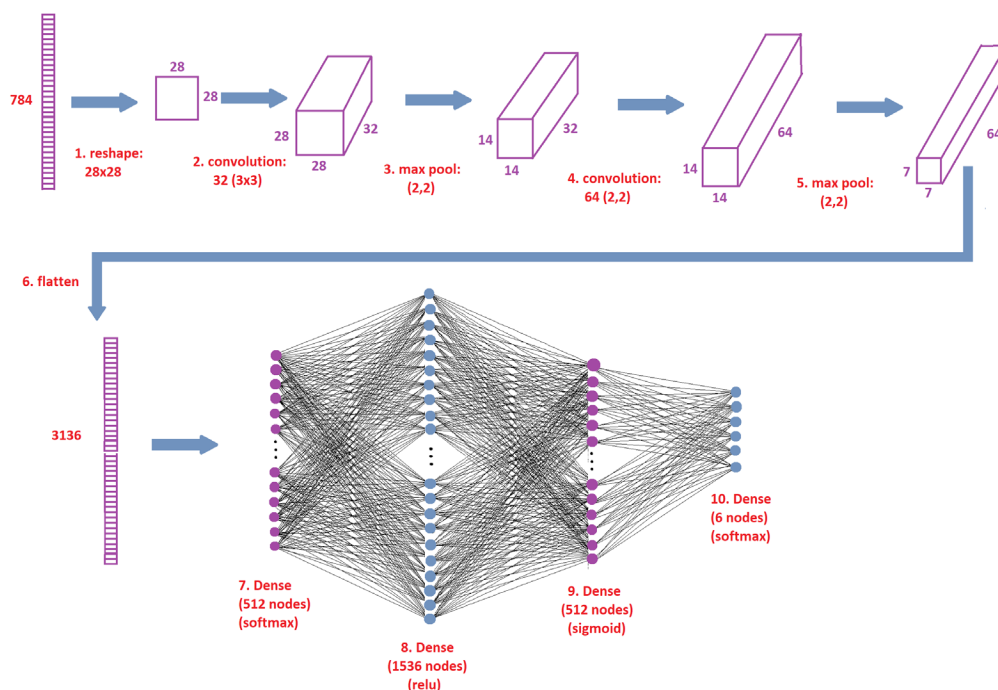 784
1. reshape:
28x28
28
28
2. convolution:
32 (3x3)
28
28
32
3. max pool:
(2,2)
14
14
32
4. convolution:
64 (2,2)
14
14
64
5. max pool:
(2,2)
7
7
64
6. flatten
3136
7. Dense
(512 nodes)
(softmax)
8. Dense
(1536 nodes)
(relu)
9. Dense
(512 nodes)
(sigmoid)
10. Dense
(6 nodes)
(softmax)